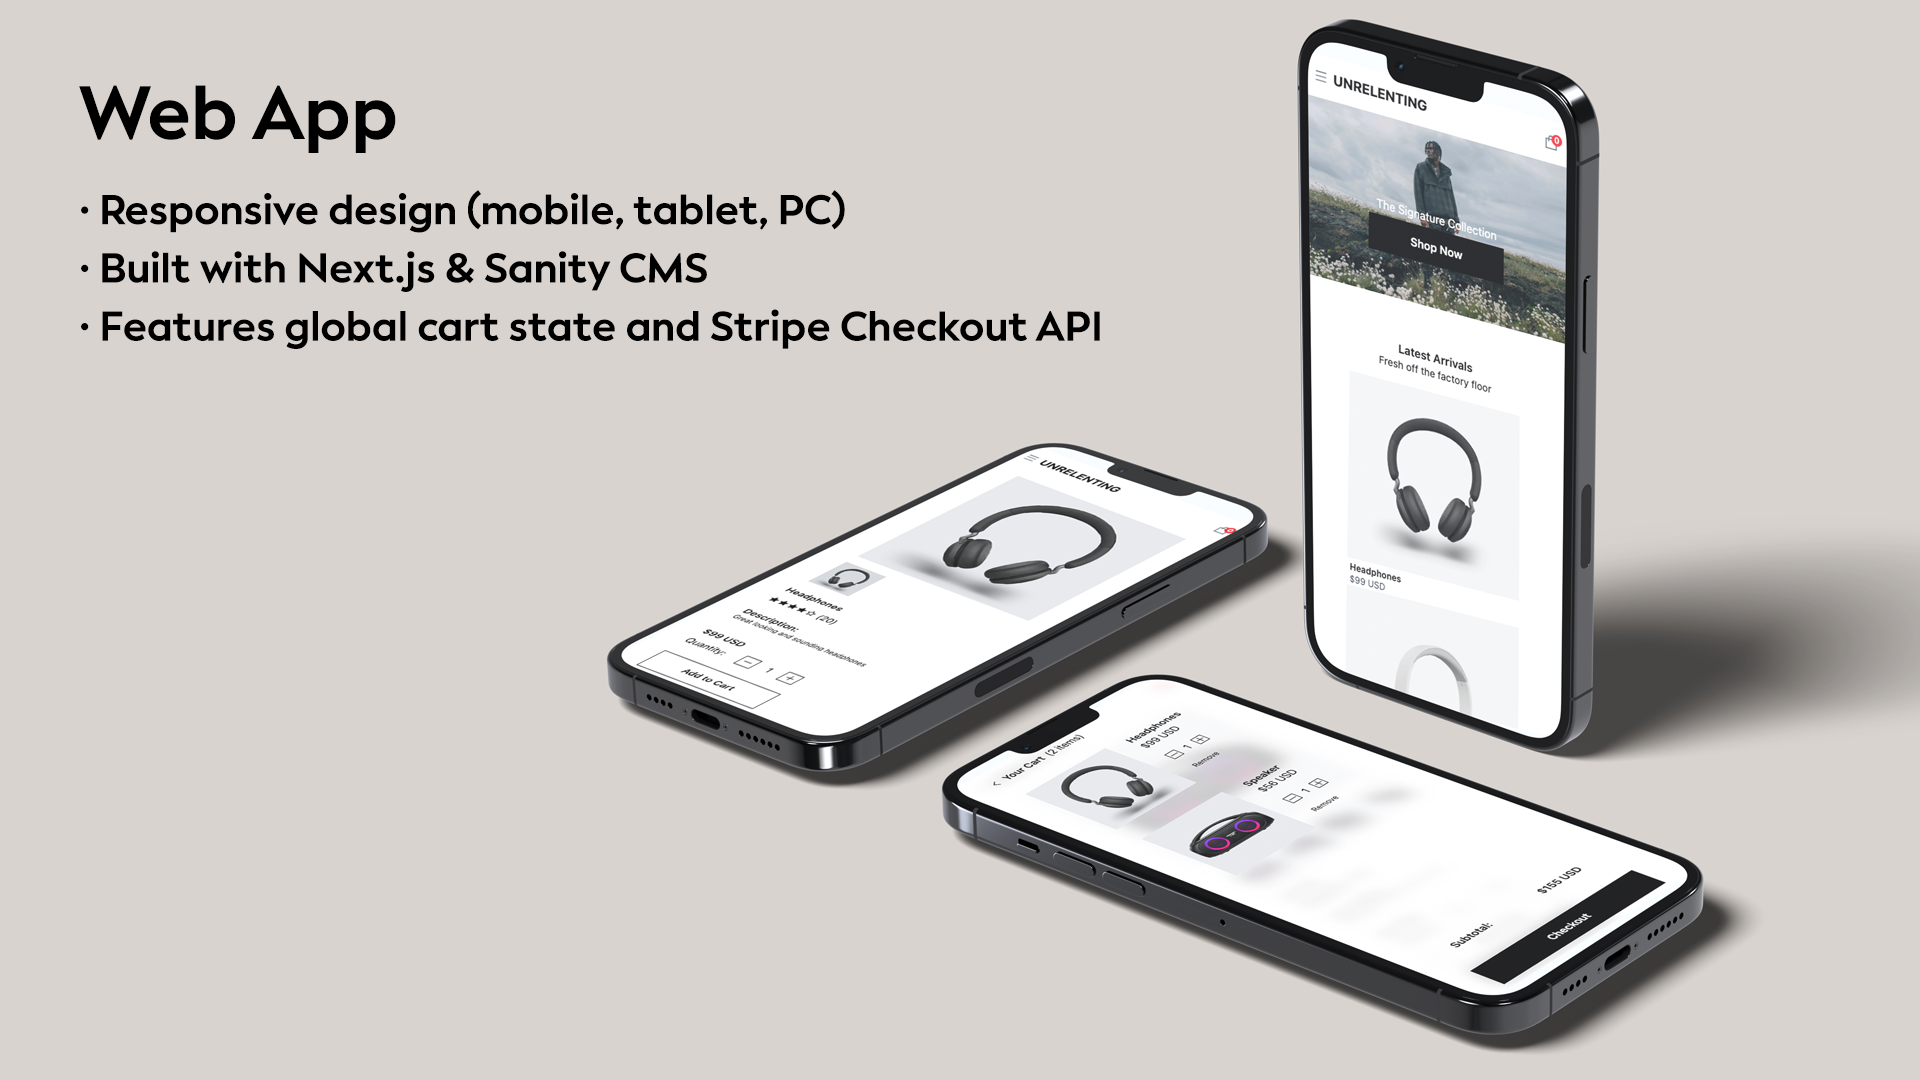 Web App
· Responsive design (mobile, tablet, PC)
· Built with Next.js & Sanity CMS
· Features global cart state and Stripe Checkout API
UNRELENTING
0
The Signature Collection
Shop Now
Latest Arrivals
Fresh off the factory floor
Headphones
$99 USD
UNRELENTING
0
Headphones
★★★★☆ (20)
Description:
Great looking and sounding headphones
$99 USD
Quantity: − 1 +
Add to Cart
< Your Cart (2 items)
Headphones
$99 USD
− 1 +
Remove
Speaker
$56 USD
− 1 +
Remove
Subtotal: $155 USD
Checkout